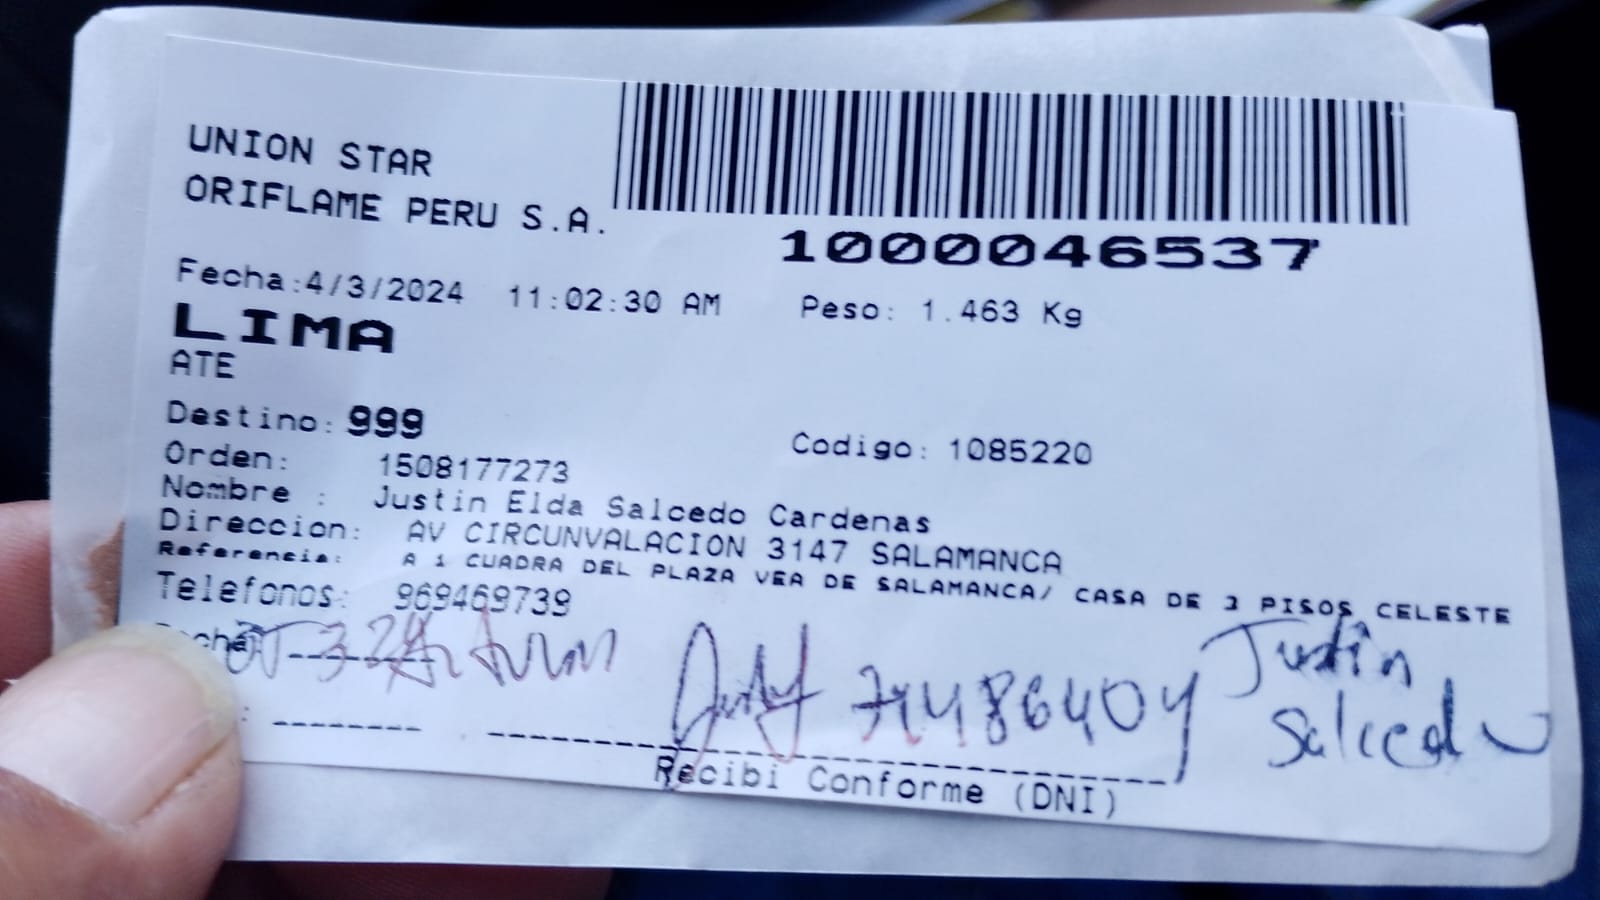 UNION STAR
ORIFLAME PERU S.A.
1000046537
Fecha:4/3/2024 11:02:30 AM Peso: 1.463 Kg
LIMA
ATE
Destino: 999
Codigo: 1085220
Orden: 1508177273
Nombre : Justin Elda Salcedo Cardenas
Direccion: AV CIRCUNVALACION 3147 SALAMANCA
Referencia: A 1 CUADRA DEL PLAZA VEA DE SALAMANCA/ CASA DE 3 PISOS CELESTE
Telefonos: 969469739
Justin
Salcedo
Recibi Conforme (DNI)